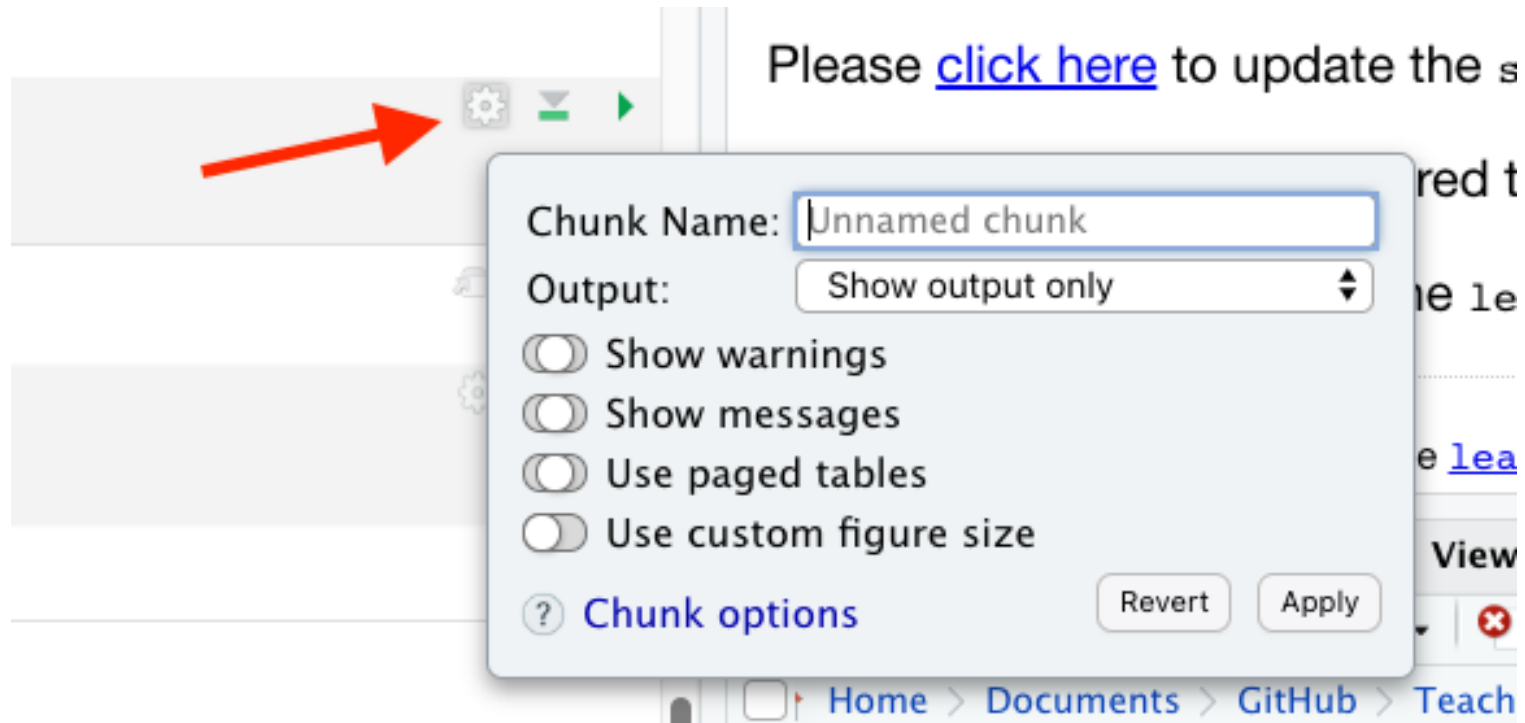 Please click here to update the s
red t
Chunk Name: Unnamed chunk
Output: Show output only
le
Show warnings
Show messages
Use paged tables
e lea
Use custom figure size
View
? Chunk options Revert Apply
Home > Documents > GitHub > Teach